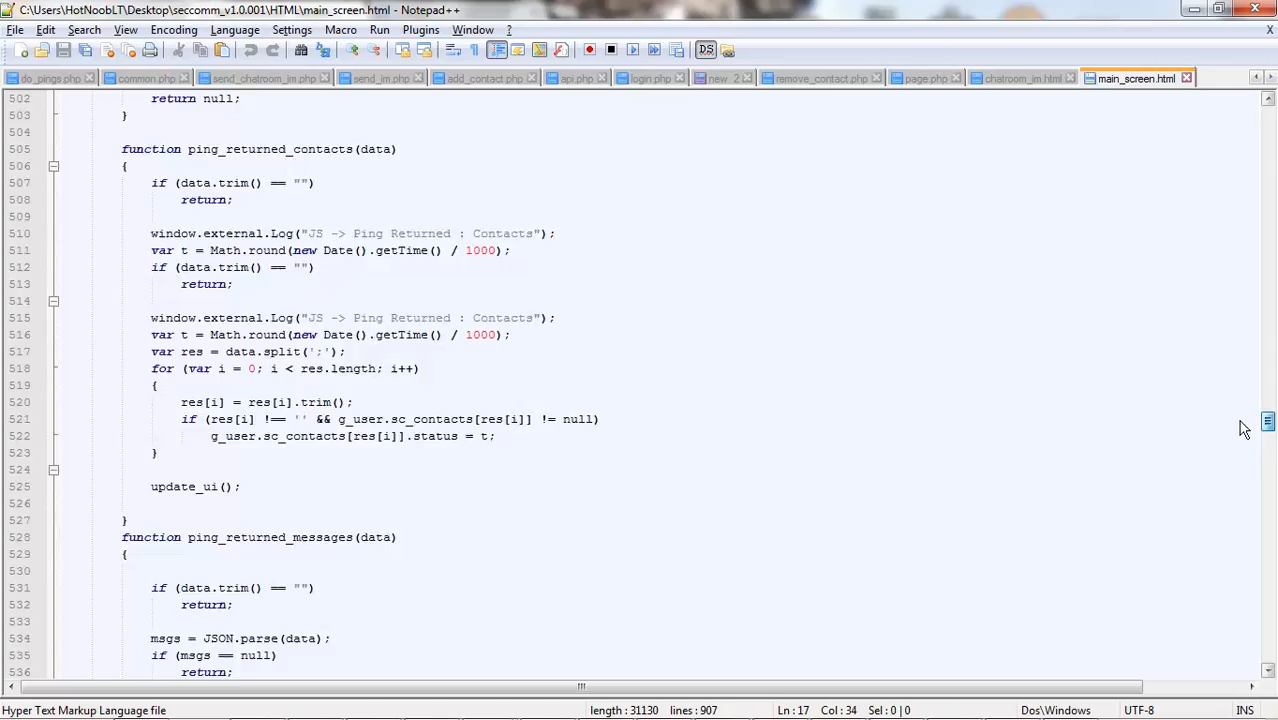 C:\Users\HotNoobLT\Desktop\seccomm_v1.0.001\HTML\main_screen.html - Notepad++
File Edit Search View Encoding Language Settings Macro Run Plugins Window ? X
do_pings.php common.php send_chatroom_im.php send_im.php add_contact.php api.php login.php new 2 remove_contact.php page.php chatroom_im.html main_screen.html
502 return null;
503 }
504
505 function ping_returned_contacts(data)
506 {
507 if (data.trim() == "")
508 return;
509
510 window.external.Log("JS -> Ping Returned : Contacts");
511 var t = Math.round(new Date().getTime() / 1000);
512 if (data.trim() == "")
513 return;
514
515 window.external.Log("JS -> Ping Returned : Contacts");
516 var t = Math.round(new Date().getTime() / 1000);
517 var res = data.split(';');
518 for (var i = 0; i < res.length; i++)
519 {
520 res[i] = res[i].trim();
521 if (res[i] !== '' && g_user.sc_contacts[res[i]] != null)
522 g_user.sc_contacts[res[i]].status = t;
523 }
524
525 update_ui();
526
527 }
528 function ping_returned_messages(data)
529 {
530
531 if (data.trim() == "")
532 return;
533
534 msgs = JSON.parse(data);
535 if (msgs == null)
536 return;
Hyper Text Markup Language file length : 31130 lines : 907 Ln : 17 Col : 34 Sel : 0 | 0 Dos\Windows UTF-8 INS